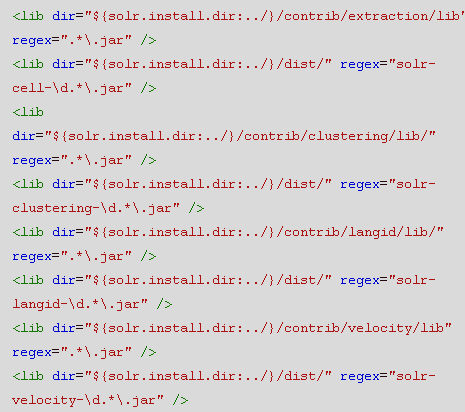 <lib dir="${solr.install.dir:../}/contrib/extraction/lib"
regex=".*\.jar" />
<lib dir="${solr.install.dir:../}/dist/" regex="solr-
cell-\d.*\.jar" />
<lib
dir="${solr.install.dir:../}/contrib/clustering/lib/"
regex=".*\.jar" />
<lib dir="${solr.install.dir:../}/dist/" regex="solr-
clustering-\d.*\.jar" />
<lib dir="${solr.install.dir:../}/contrib/langid/lib/"
regex=".*\.jar" />
<lib dir="${solr.install.dir:../}/dist/" regex="solr-
langid-\d.*\.jar" />
<lib dir="${solr.install.dir:../}/contrib/velocity/lib"
regex=".*\.jar" />
<lib dir="${solr.install.dir:../}/dist/" regex="solr-
velocity-\d.*\.jar" />